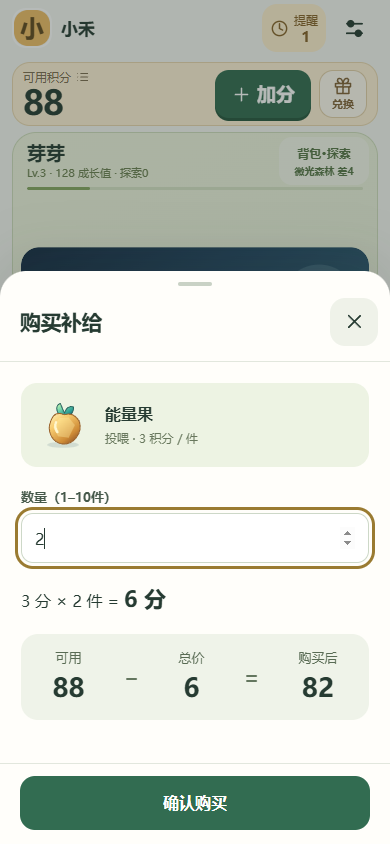 小 小禾
提醒
1
可用积分
88
+ 加分
兑换
芽芽
Lv.3 · 128 成长值 · 探索0
背包•探索
微光森林 差4
购买补给
能量果
投喂 · 3 积分 / 件
数量（1–10件）
2
3 分 × 2 件 = 6 分
可用 总价 购买后
88 − 6 = 82
确认购买